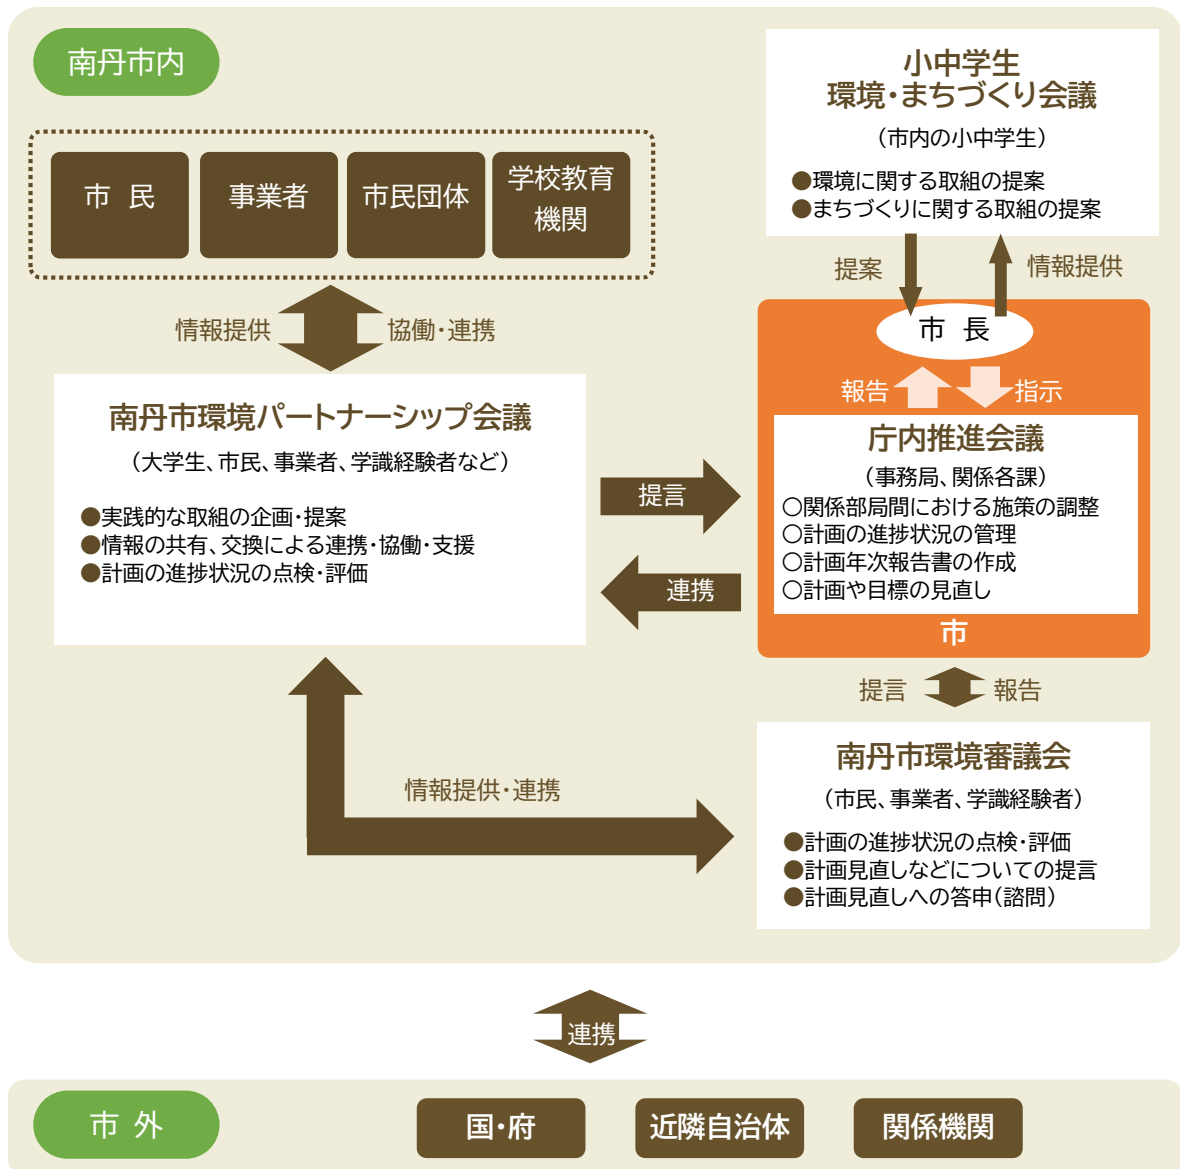 南丹市内
市 民
事業者
市民団体
学校教育
機関
情報提供
協働・連携
南丹市環境パートナーシップ会議
（大学生、市民、事業者、学識経験者など）
●実践的な取組の企画・提案
●情報の共有、交換による連携・協働・支援
●計画の進捗状況の点検・評価
小中学生
環境・まちづくり会議
（市内の小中学生）
●環境に関する取組の提案
●まちづくりに関する取組の提案
提案
情報提供
市 長
報告
指示
庁内推進会議
（事務局、関係各課）
○関係部局間における施策の調整
○計画の進捗状況の管理
○計画年次報告書の作成
○計画や目標の見直し
市
提言
連携
提言
報告
南丹市環境審議会
（市民、事業者、学識経験者）
●計画の進捗状況の点検・評価
●計画見直しなどについての提言
●計画見直しへの答申（諮問）
情報提供・連携
連携
市 外
国・府
近隣自治体
関係機関